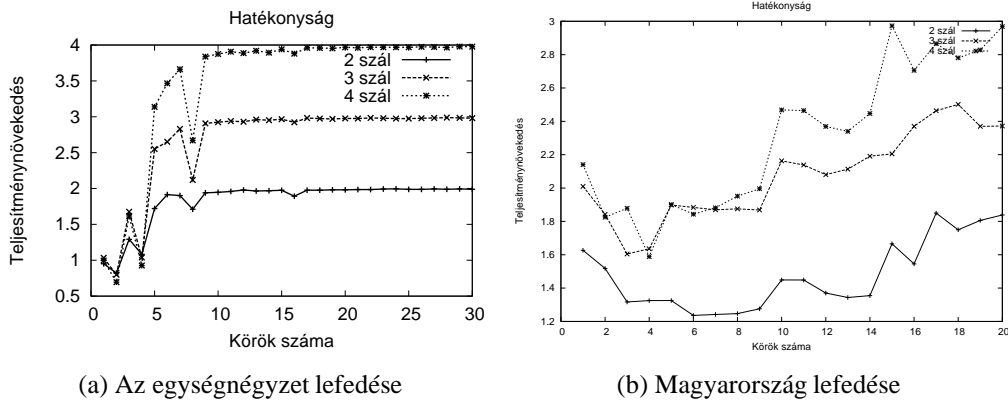 Hatékonyság
Teljesítménynövekedés
4
3.5
3
2.5
2
1.5
1
0.5
2 szál
3 szál
4 szál
0 5 10 15 20 25 30
Körök száma
(a) Az egységnégyzet lefedése
Hatékonyság
Teljesítménynövekedés
3
2.8
2.6
2.4
2.2
2
1.8
1.6
1.4
1.2
2 szál
3 szál
4 szál
0 2 4 6 8 10 12 14 16 18 20
Körök száma
(b) Magyarország lefedése